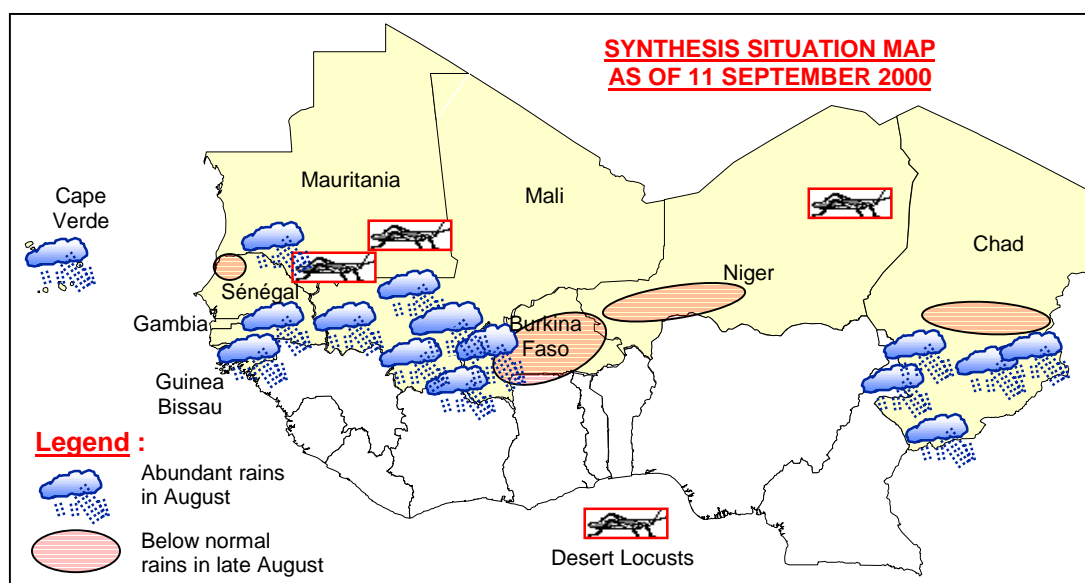 SYNTHESIS SITUATION MAP
AS OF 11 SEPTEMBER 2000
Cape
Verde
Mauritania
Mali
Niger
Chad
Sénégal
Gambia
Burkina
Faso
Guinea
Bissau
Legend :
Abundant rains
in August
Below normal
rains in late August
Desert Locusts